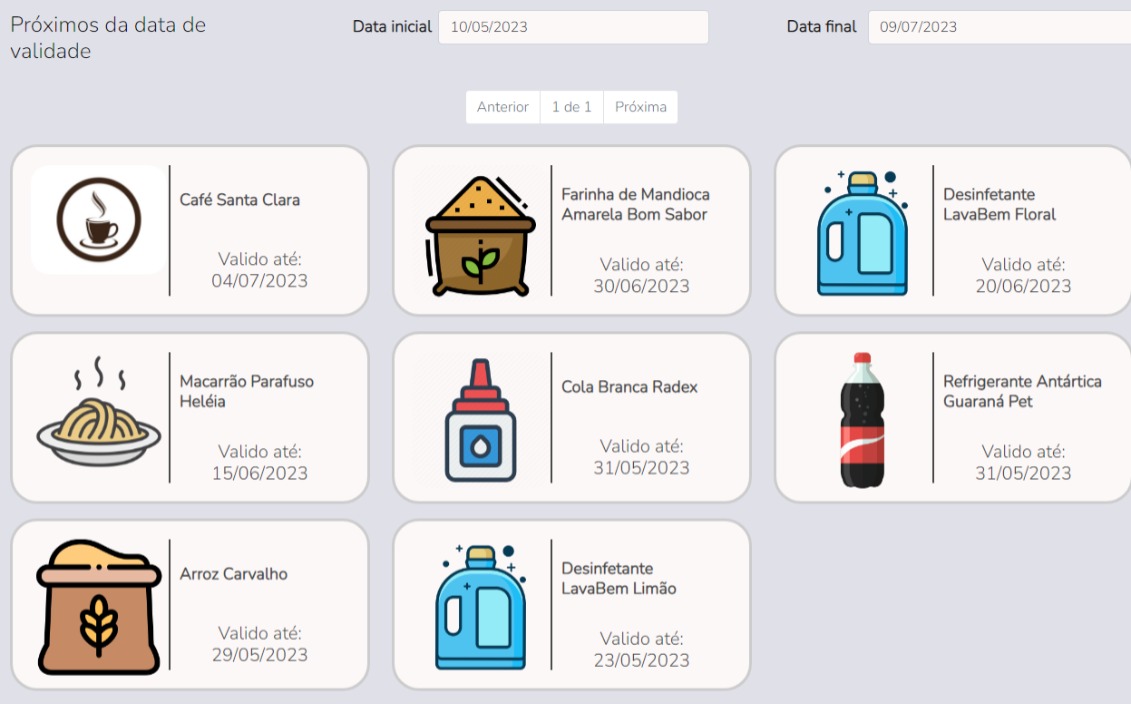 Próximos da data de
validade
Data inicial 10/05/2023
Data final 09/07/2023
Anterior 1 de 1 Próxima
Café Santa Clara
Valido até:
04/07/2023
Farinha de Mandioca
Amarela Bom Sabor
Valido até:
30/06/2023
Desinfetante
LavaBem Floral
Valido até:
20/06/2023
Macarrão Parafuso
Heléia
Valido até:
15/06/2023
Cola Branca Radex
Valido até:
31/05/2023
Refrigerante Antártica
Guaraná Pet
Valido até:
31/05/2023
Arroz Carvalho
Valido até:
29/05/2023
Desinfetante
LavaBem Limão
Valido até:
23/05/2023